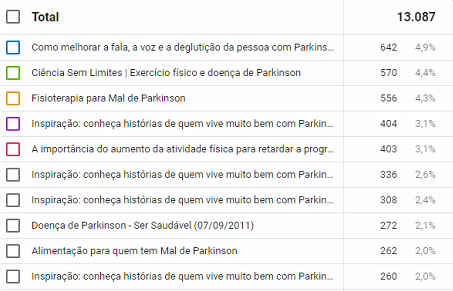 Total 13.087
Como melhorar a fala, a voz e a deglutição da pessoa com Parkins... 642 4,9%
Ciência Sem Limites | Exercício físico e doença de Parkinson 570 4,4%
Fisioterapia para Mal de Parkinson 556 4,3%
Inspiração: conheça histórias de quem vive muito bem com Parkin... 404 3,1%
A importância do aumento da atividade física para retardar a progr... 403 3,1%
Inspiração: conheça histórias de quem vive muito bem com Parkin... 336 2,6%
Inspiração: conheça histórias de quem vive muito bem com Parkin... 308 2,4%
Doença de Parkinson - Ser Saudável (07/09/2011) 272 2,1%
Alimentação para quem tem Mal de Parkinson 262 2,0%
Inspiração: conheça histórias de quem vive muito bem com Parkin... 260 2,0%